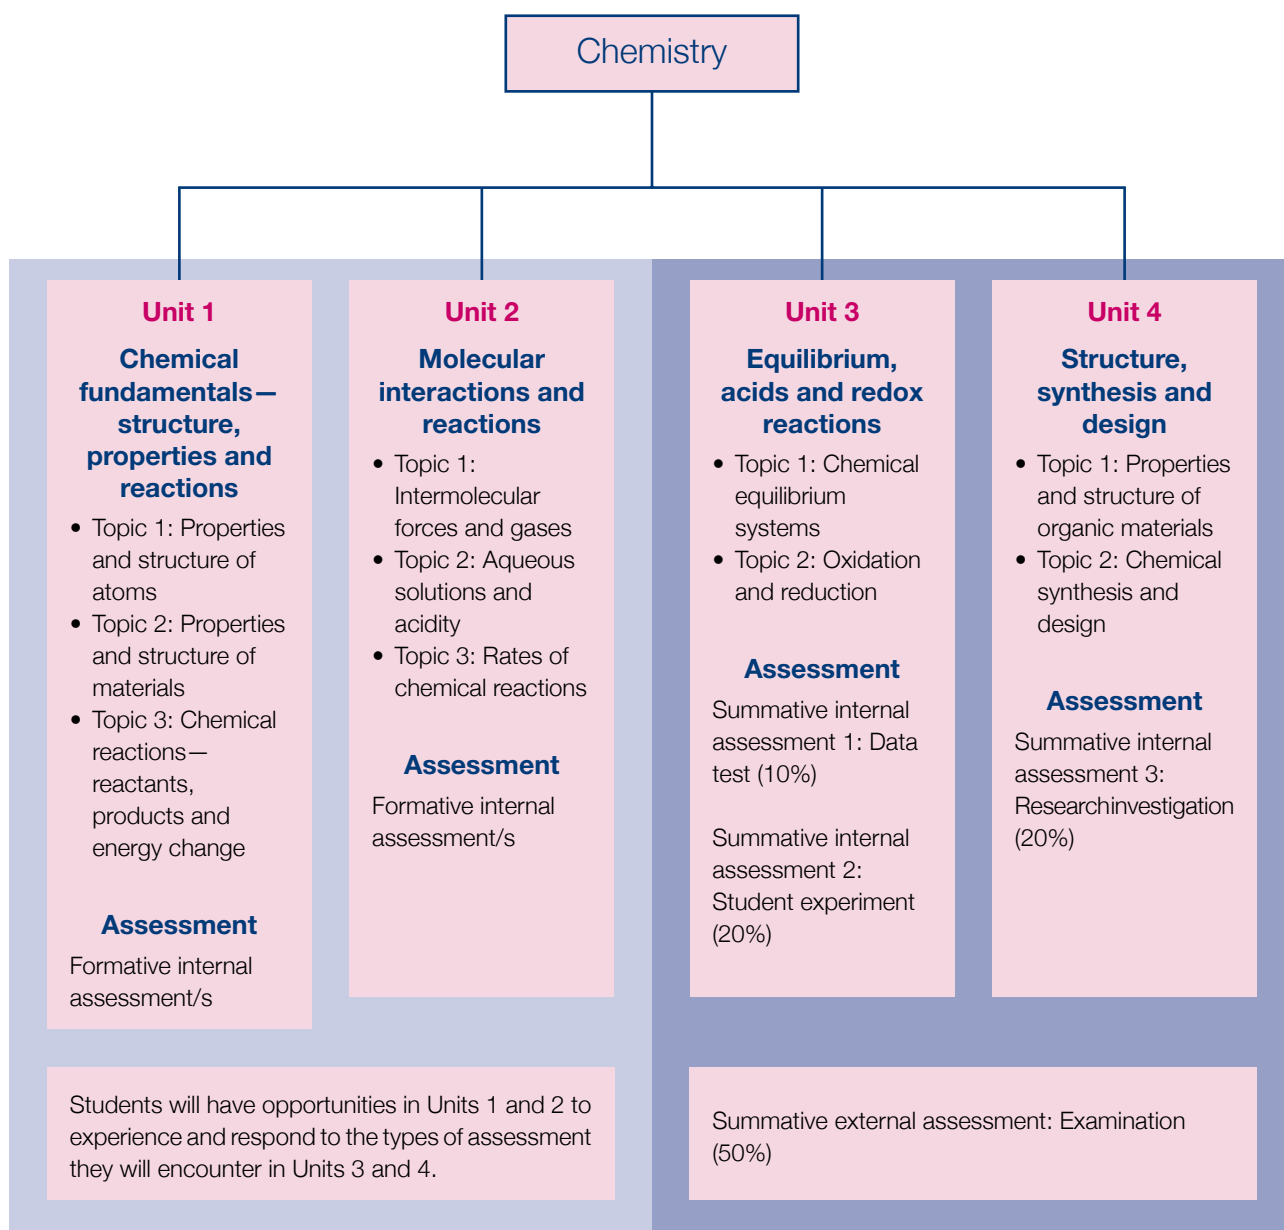 Chemistry
Unit 1
Chemical
fundamentals—
structure,
properties and
reactions
• Topic 1: Properties
and structure of
atoms
• Topic 2: Properties
and structure of
materials
• Topic 3: Chemical
reactions—
reactants,
products and
energy change
Assessment
Formative internal
assessment/s
Unit 2
Molecular
interactions and
reactions
• Topic 1:
Intermolecular
forces and gases
• Topic 2: Aqueous
solutions and
acidity
• Topic 3: Rates of
chemical reactions
Assessment
Formative internal
assessment/s
Unit 3
Equilibrium,
acids and redox
reactions
• Topic 1: Chemical
equilibrium
systems
• Topic 2: Oxidation
and reduction
Assessment
Summative internal
assessment 1: Data
test (10%)
Summative internal
assessment 2:
Student experiment
(20%)
Unit 4
Structure,
synthesis and
design
• Topic 1: Properties
and structure of
organic materials
• Topic 2: Chemical
synthesis and
design
Assessment
Summative internal
assessment 3:
Researchinvestigation
(20%)
Students will have opportunities in Units 1 and 2 to
experience and respond to the types of assessment
they will encounter in Units 3 and 4.
Summative external assessment: Examination
(50%)